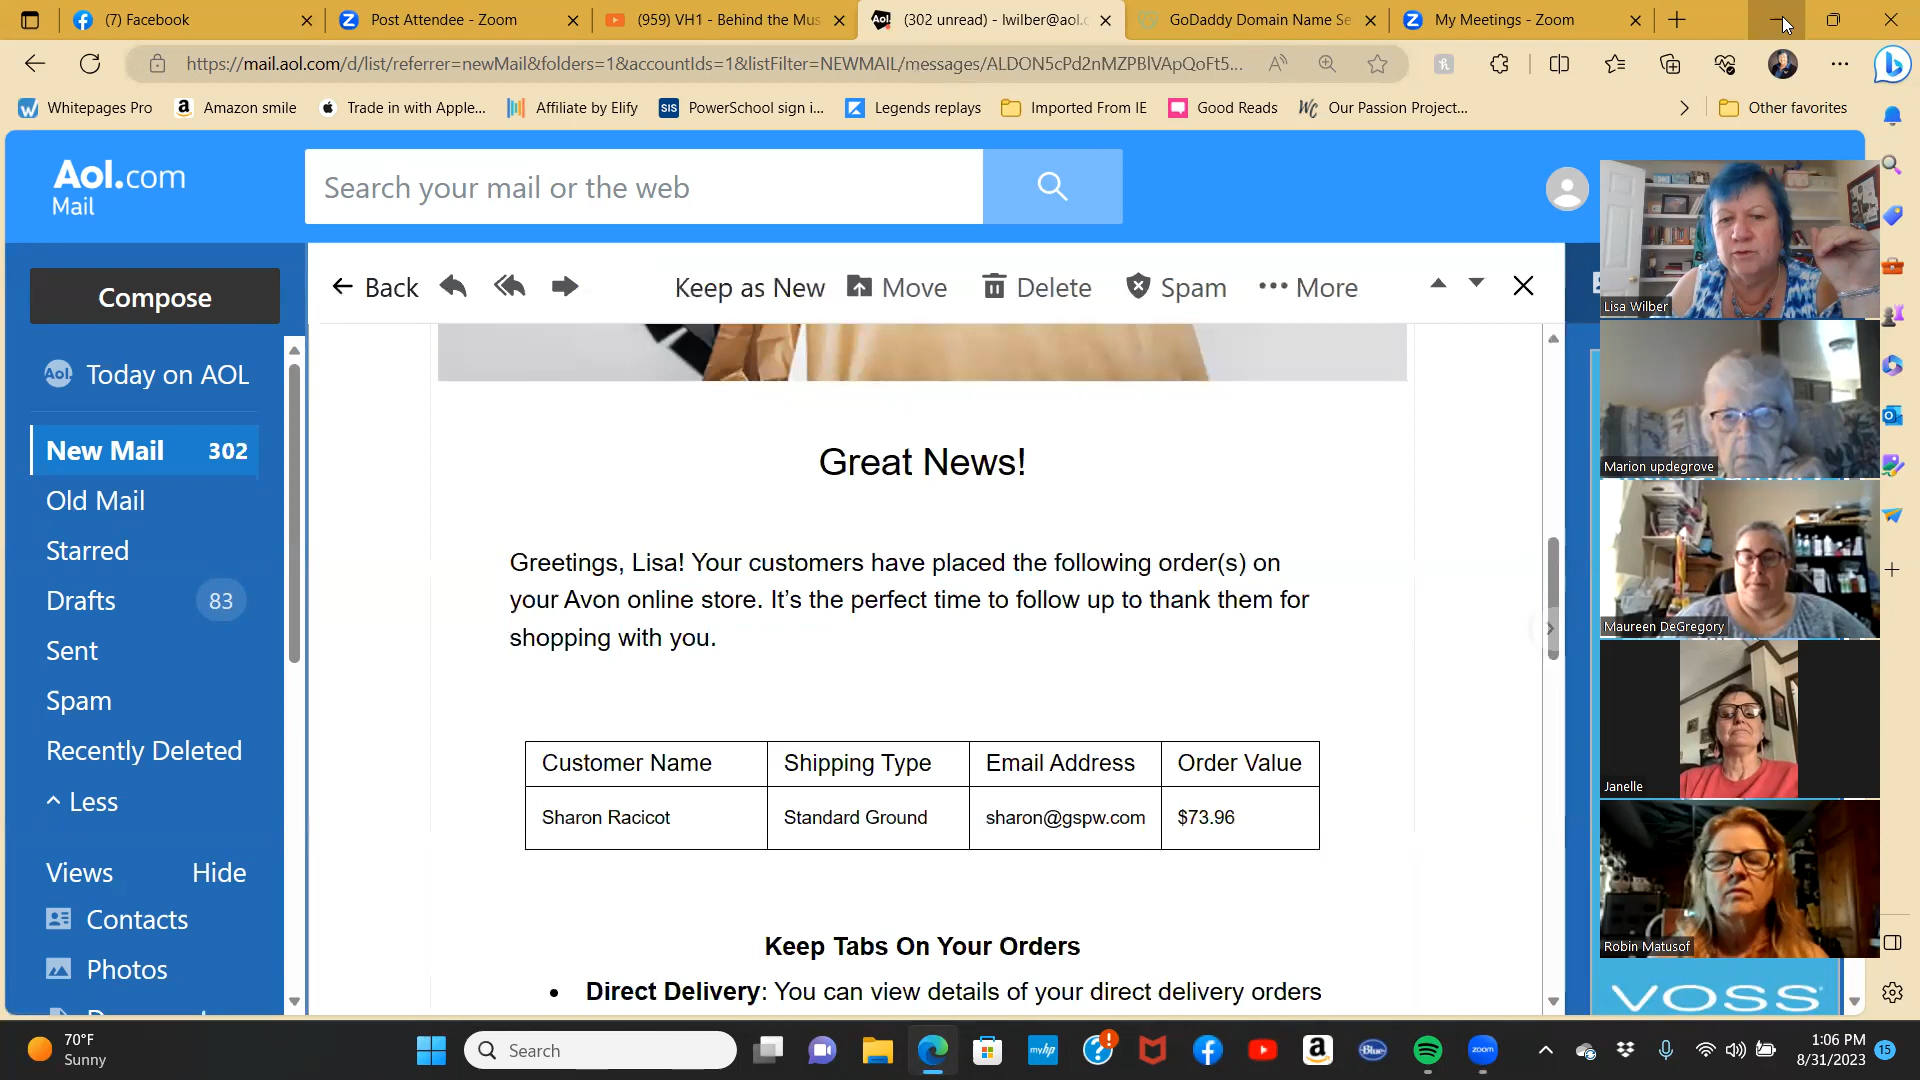 (7) Facebook
Post Attendee - Zoom
(959) VH1 - Behind the Mus
(302 unread) - lwilber@aol.c
GoDaddy Domain Name Se
My Meetings - Zoom
https://mail.aol.com/d/list/referrer=newMail&folders=1&accountIds=1&listFilter=NEWMAIL/messages/ALDON5cPd2nMZPBlVApQoFt5...
Whitepages Pro
Amazon smile
Trade in with Apple...
Affiliate by Elify
SIS PowerSchool sign i...
Legends replays
Imported From IE
Good Reads
Our Passion Project...
Other favorites
Aol.com
Mail
Search your mail or the web
Compose
Back
Keep as New
Move
Delete
Spam
More
Aol. Today on AOL
New Mail 302
Old Mail
Starred
Drafts 83
Sent
Spam
Recently Deleted
Less
Views Hide
Contacts
Photos
Great News!
Greetings, Lisa! Your customers have placed the following order(s) on
your Avon online store. It's the perfect time to follow up to thank them for
shopping with you.
Customer Name Shipping Type Email Address Order Value
Sharon Racicot Standard Ground sharon@gspw.com $73.96
Keep Tabs On Your Orders
• Direct Delivery: You can view details of your direct delivery orders
Lisa Wilber
Marion updegrove
Maureen DeGregory
Janelle
Robin Matusof
VOSS
70°F
Sunny
Search
myhp
Blue
zoom
1:06 PM
8/31/2023
15